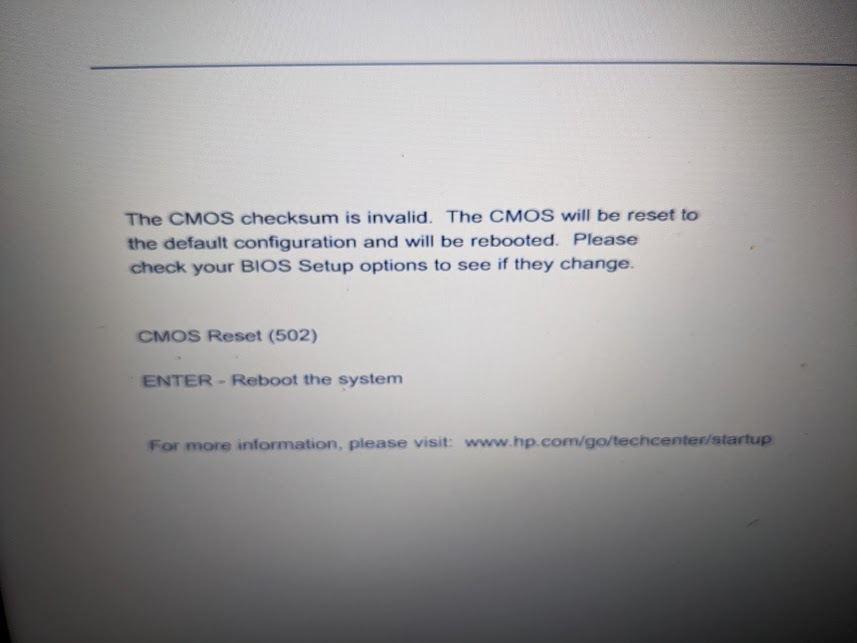 The CMOS checksum is invalid. The CMOS will be reset to
the default configuration and will be rebooted. Please
check your BIOS Setup options to see if they change.
CMOS Reset (502)
ENTER - Reboot the system
For more information, please visit: www.hp.com/go/techcenter/startup